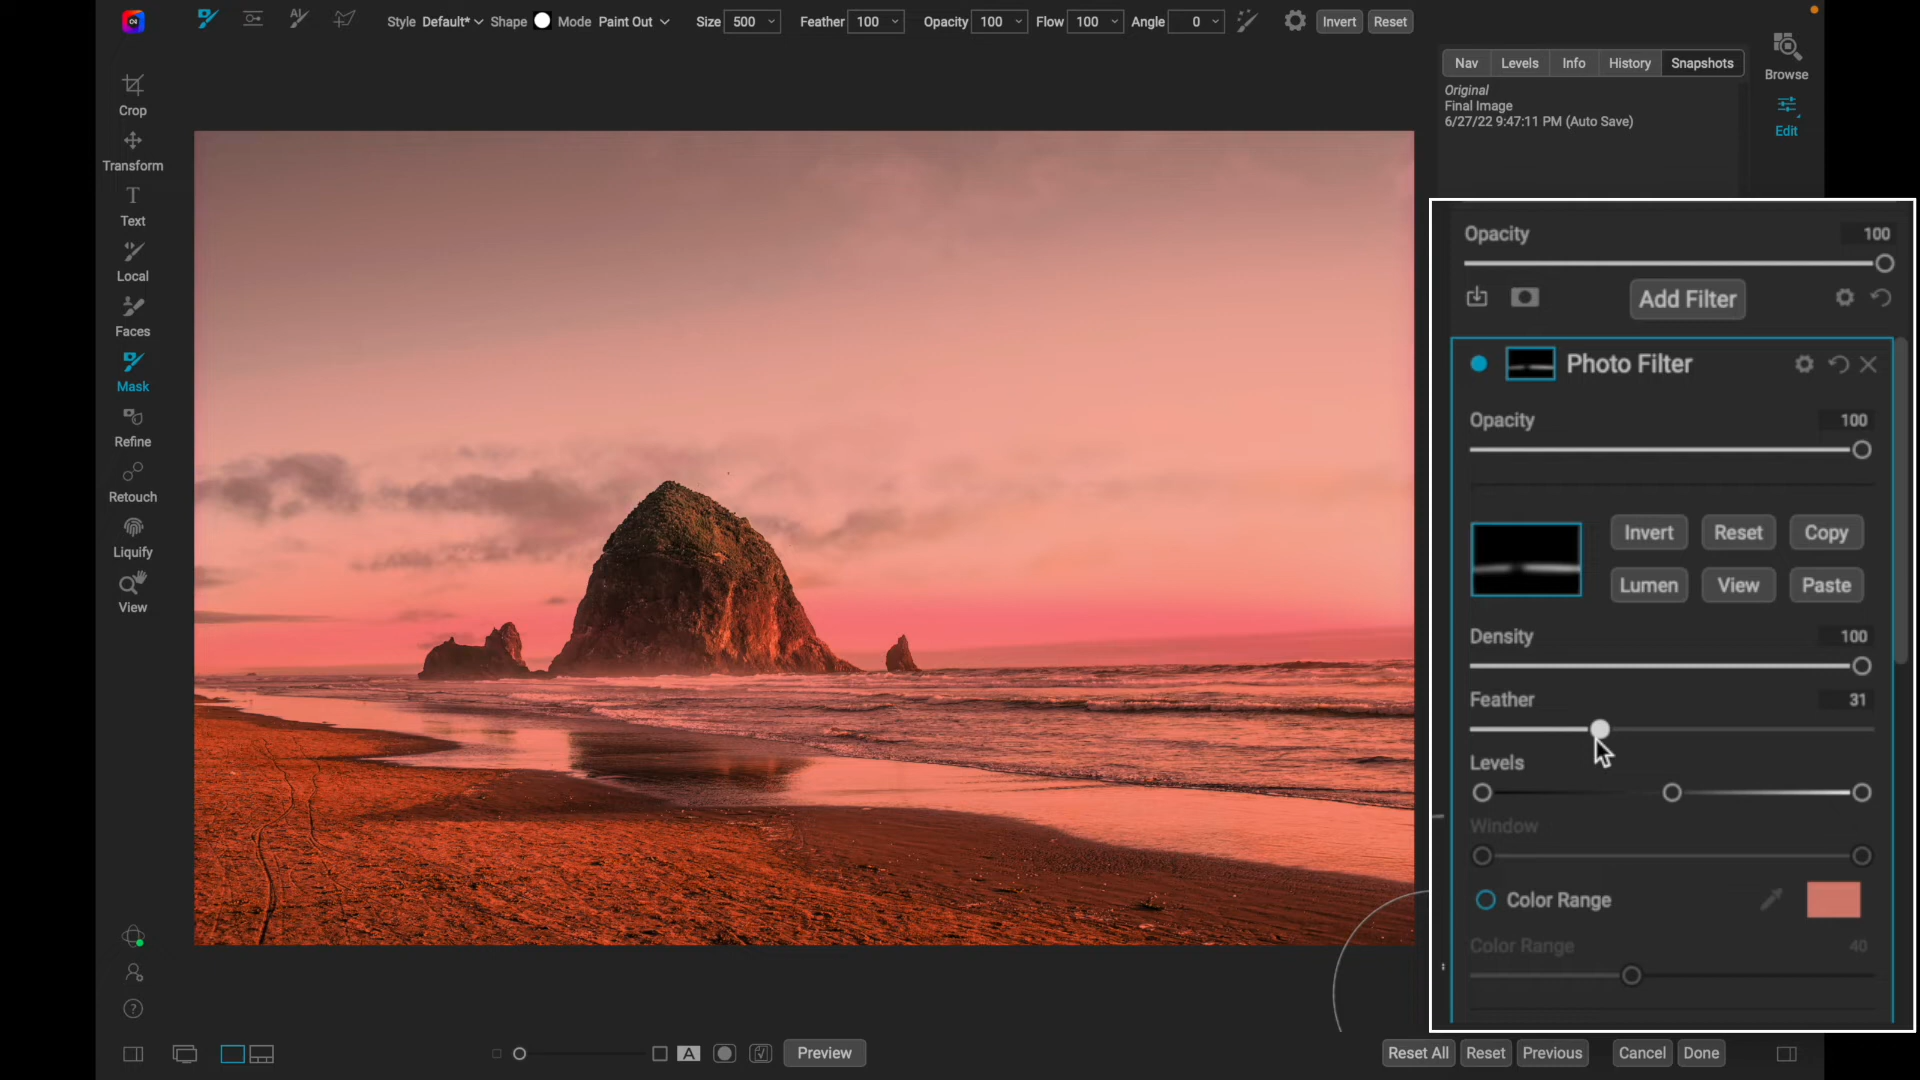 Style Default* Shape Mode Paint Out Size 500 Feather 100 Opacity 100 Flow 100 Angle 0 Invert Reset
Crop
Transform
Text
Local
Faces
Mask
Refine
Retouch
Liquify
View
Nav Levels Info History Snapshots
Original
Final Image
6/27/22 9:47:11 PM (Auto Save)
Browse
Edit
Opacity 100
Add Filter
Photo Filter
Opacity 100
Invert Reset Copy
Lumen View Paste
Density 100
Feather 31
Levels
Window
Color Range
Color Range 40
A Preview Reset All Reset Previous Cancel Done